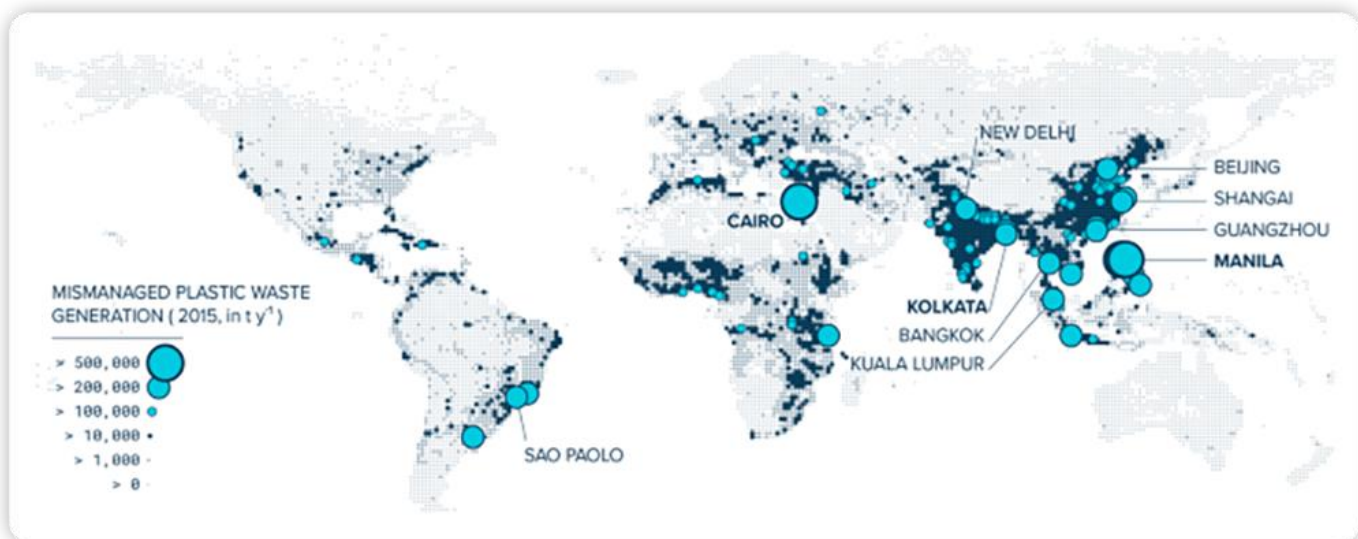 NEW DELHI
BEIJING
SHANGAI
CAIRO
GUANGZHOU
MANILA
MISMANAGED PLASTIC WASTE
GENERATION ( 2015, in t y⁻¹ )
KOLKATA
BANGKOK
KUALA LUMPUR
> 500,000
> 200,000
> 100,000
> 10,000
> 1,000
> 0
SAO PAOLO